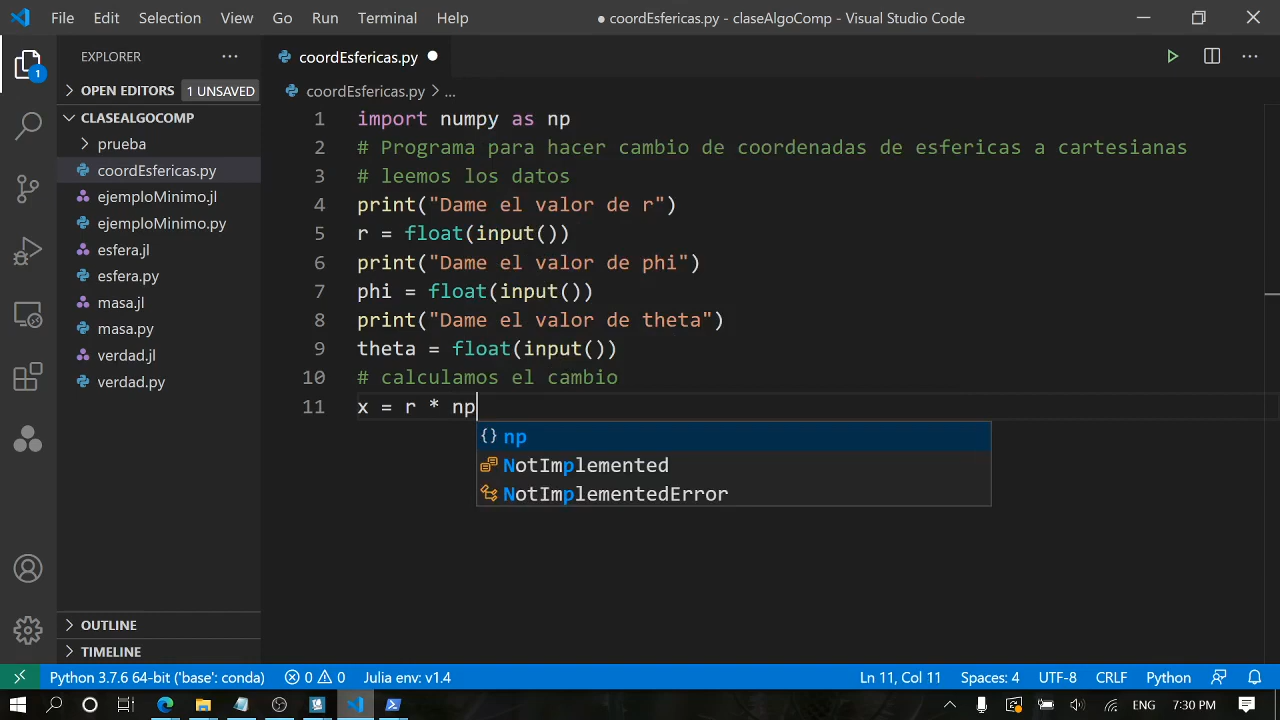 File Edit Selection View Go Run Terminal Help
● coordEsfericas.py - claseAlgoComp - Visual Studio Code
EXPLORER ···
1
OPEN EDITORS 1 UNSAVED
CLASEALGOCOMP
prueba
coordEsfericas.py
ejemploMinimo.jl
ejemploMinimo.py
esfera.jl
esfera.py
masa.jl
masa.py
verdad.jl
verdad.py
OUTLINE
TIMELINE
coordEsfericas.py ●
coordEsfericas.py > ...
1 import numpy as np
2 # Programa para hacer cambio de coordenadas de esfericas a cartesianas
3 # leemos los datos
4 print("Dame el valor de r")
5 r = float(input())
6 print("Dame el valor de phi")
7 phi = float(input())
8 print("Dame el valor de theta")
9 theta = float(input())
10 # calculamos el cambio
11 x = r * np
{} np
NotImplemented
NotImplementedError
Python 3.7.6 64-bit ('base': conda) 0 0 Julia env: v1.4 Ln 11, Col 11 Spaces: 4 UTF-8 CRLF Python
ENG 7:30 PM